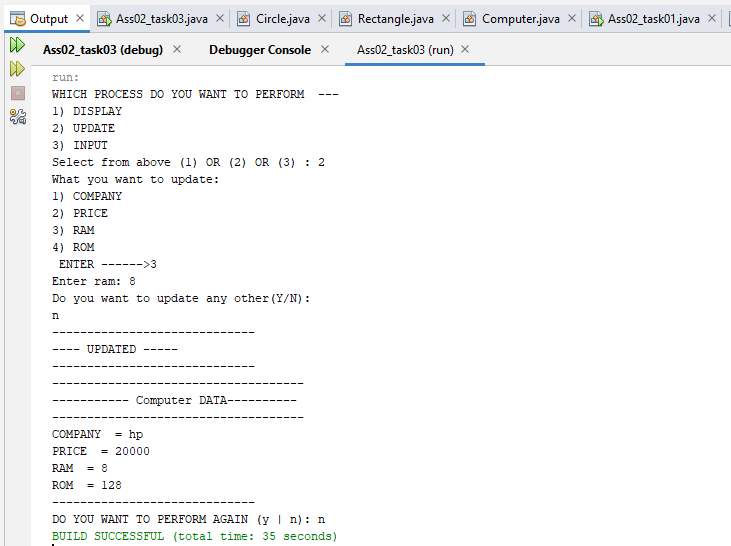 Output Ass02_task03.java Circle.java Rectangle.java Computer.java Ass02_task01.java
Ass02_task03 (debug) Debugger Console Ass02_task03 (run)
run:
WHICH PROCESS DO YOU WANT TO PERFORM  ---
1) DISPLAY
2) UPDATE
3) INPUT
Select from above (1) OR (2) OR (3) : 2
What you want to update:
1) COMPANY
2) PRICE
3) RAM
4) ROM
 ENTER ------>3
Enter ram: 8
Do you want to update any other(Y/N):
n
-----------------------------
---- UPDATED -----
-----------------------------
------------------------------------
----------- Computer DATA----------
------------------------------------
COMPANY  = hp
PRICE  = 20000
RAM  = 8
ROM  = 128
-----------------------------
DO YOU WANT TO PERFORM AGAIN (y | n): n
BUILD SUCCESSFUL (total time: 35 seconds)